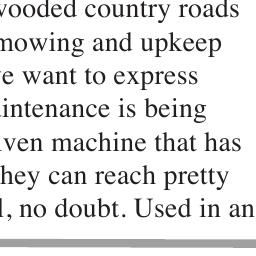 wooded country roads
mowing and upkeep
we want to express
intenance is being
ven machine that has
hey can reach pretty
l, no doubt. Used in an